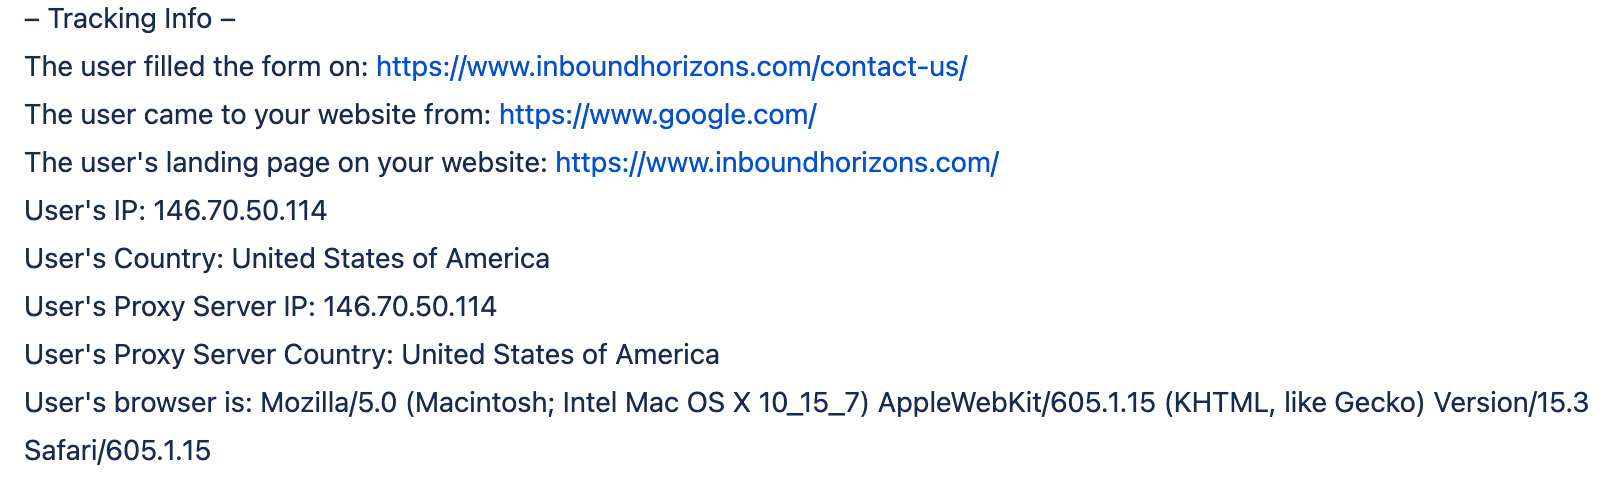 – Tracking Info –
The user filled the form on: https://www.inboundhorizons.com/contact-us/
The user came to your website from: https://www.google.com/
The user's landing page on your website: https://www.inboundhorizons.com/
User's IP: 146.70.50.114
User's Country: United States of America
User's Proxy Server IP: 146.70.50.114
User's Proxy Server Country: United States of America
User's browser is: Mozilla/5.0 (Macintosh; Intel Mac OS X 10_15_7) AppleWebKit/605.1.15 (KHTML, like Gecko) Version/15.3
Safari/605.1.15